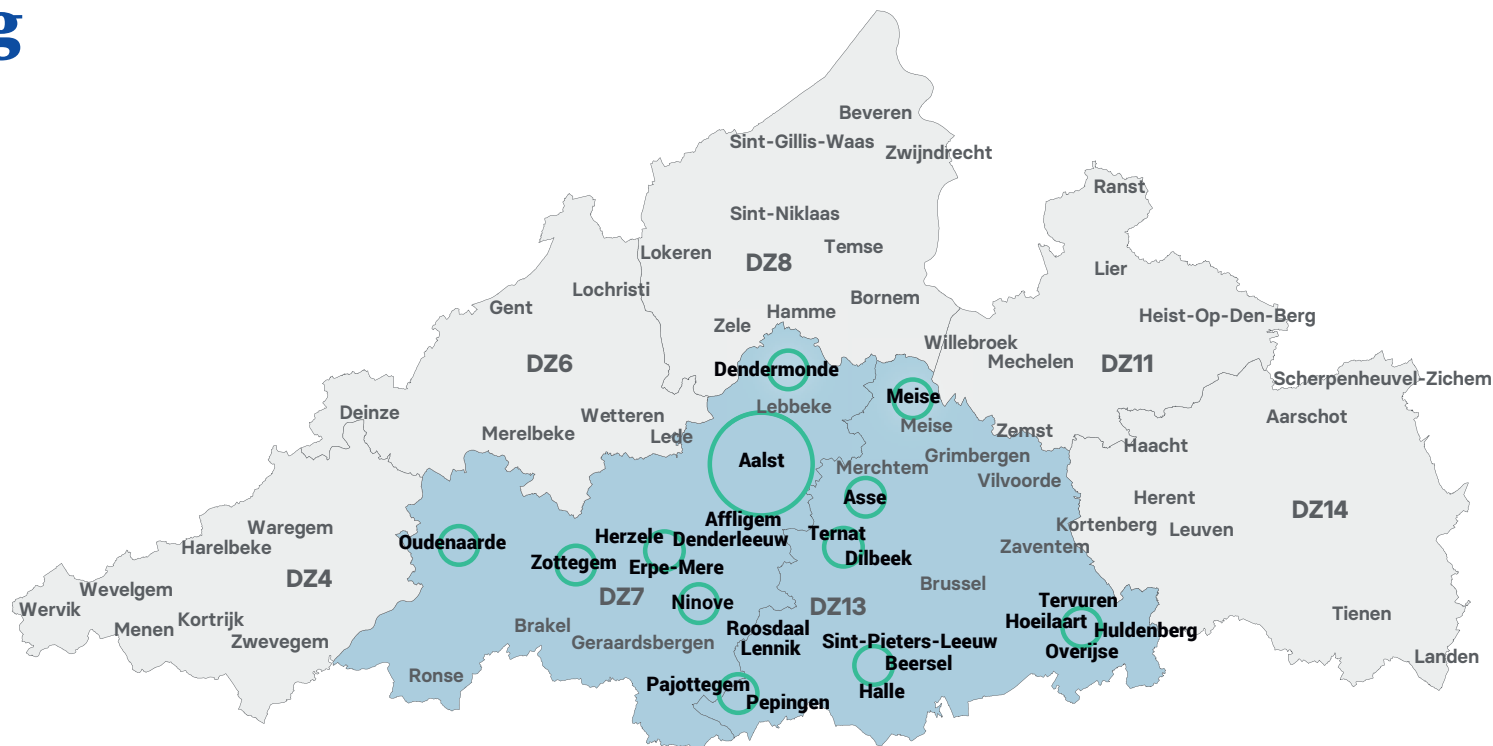 g
Beveren
Sint-Gillis-Waas
Zwijndrecht
Ranst
Sint-Niklaas
Lokeren
Temse
DZ8
Lier
Lochristi
Gent
Bornem
Hamme
Heist-Op-Den-Berg
Zele
Willebroek
Mechelen
DZ6
DZ11
Dendermonde
Scherpenheuvel-Zichem
Meise
Lebbeke
Deinze
Wetteren
Aarschot
Meise
Zemst
Merelbeke
Lede
Haacht
Grimbergen
Aalst
Merchtem
Vilvoorde
Asse
Herent
DZ14
Affligem
Waregem
Kortenberg
Leuven
Ternat
Herzele
Denderleeuw
Oudenaarde
Harelbeke
Zaventem
Dilbeek
Zottegem
Erpe-Mere
DZ4
Brussel
Wevelgem
DZ7
Ninove
DZ13
Tervuren
Wervik
Tienen
Kortrijk
Hoeilaart
Brakel
Roosdaal
Menen
Huldenberg
Zwevegem
Geraardsbergen
Sint-Pieters-Leeuw
Lennik
Overijse
Landen
Beersel
Ronse
Pajottegem
Halle
Pepingen